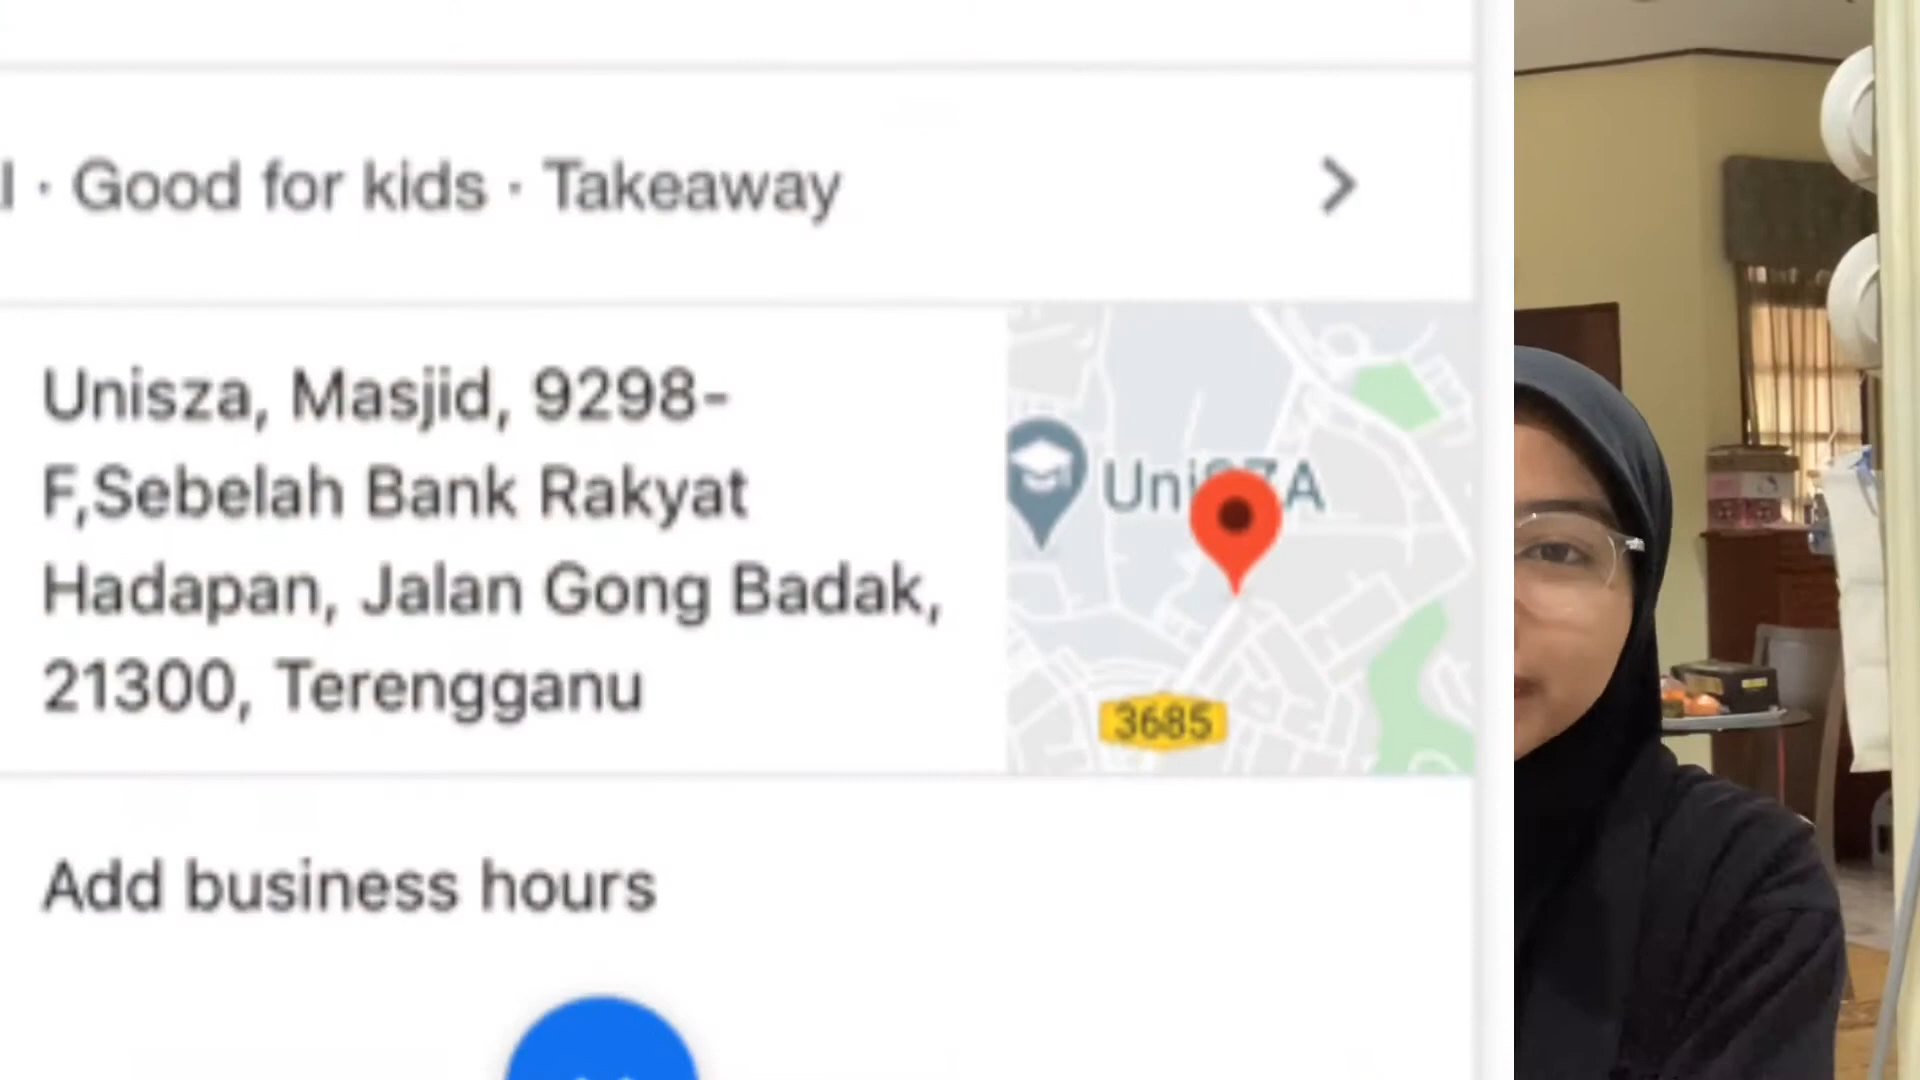 · Good for kids · Takeaway
Unisza, Masjid, 9298-
F,Sebelah Bank Rakyat
Hadapan, Jalan Gong Badak,
21300, Terengganu
UniSZA
3685
Add business hours